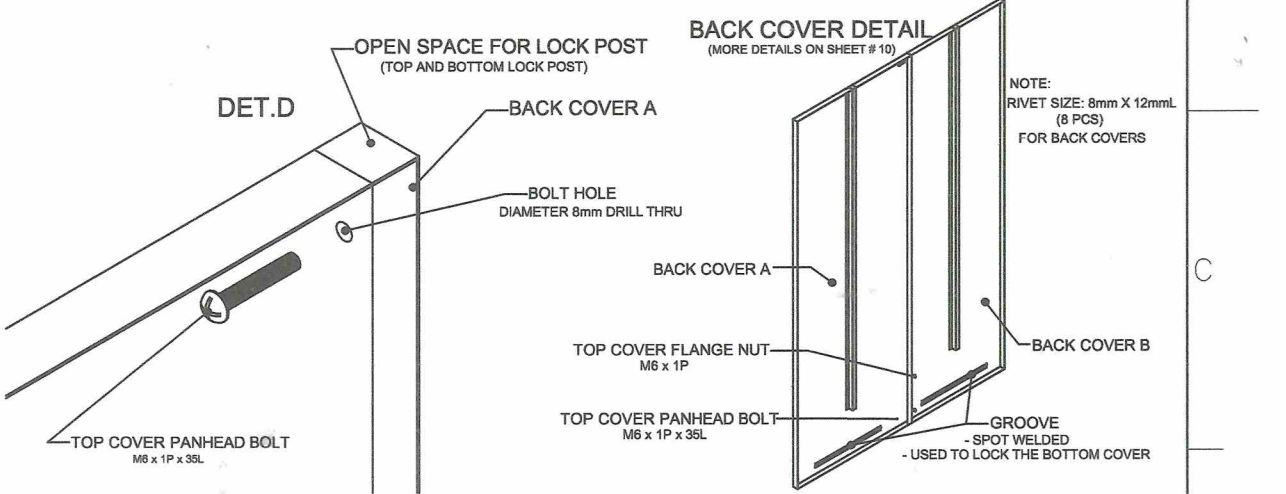 OPEN SPACE FOR LOCK POST
(TOP AND BOTTOM LOCK POST)
DET.D
BACK COVER A
BOLT HOLE
DIAMETER 8mm DRILL THRU
TOP COVER PANHEAD BOLT
M6 x 1P x 35L
BACK COVER DETAIL
(MORE DETAILS ON SHEET # 10)
NOTE:
RIVET SIZE: 8mm X 12mmL
(8 PCS)
FOR BACK COVERS
BACK COVER A
TOP COVER FLANGE NUT
M6 x 1P
TOP COVER PANHEAD BOLT
M6 x 1P x 35L
BACK COVER B
GROOVE
- SPOT WELDED
- USED TO LOCK THE BOTTOM COVER
C